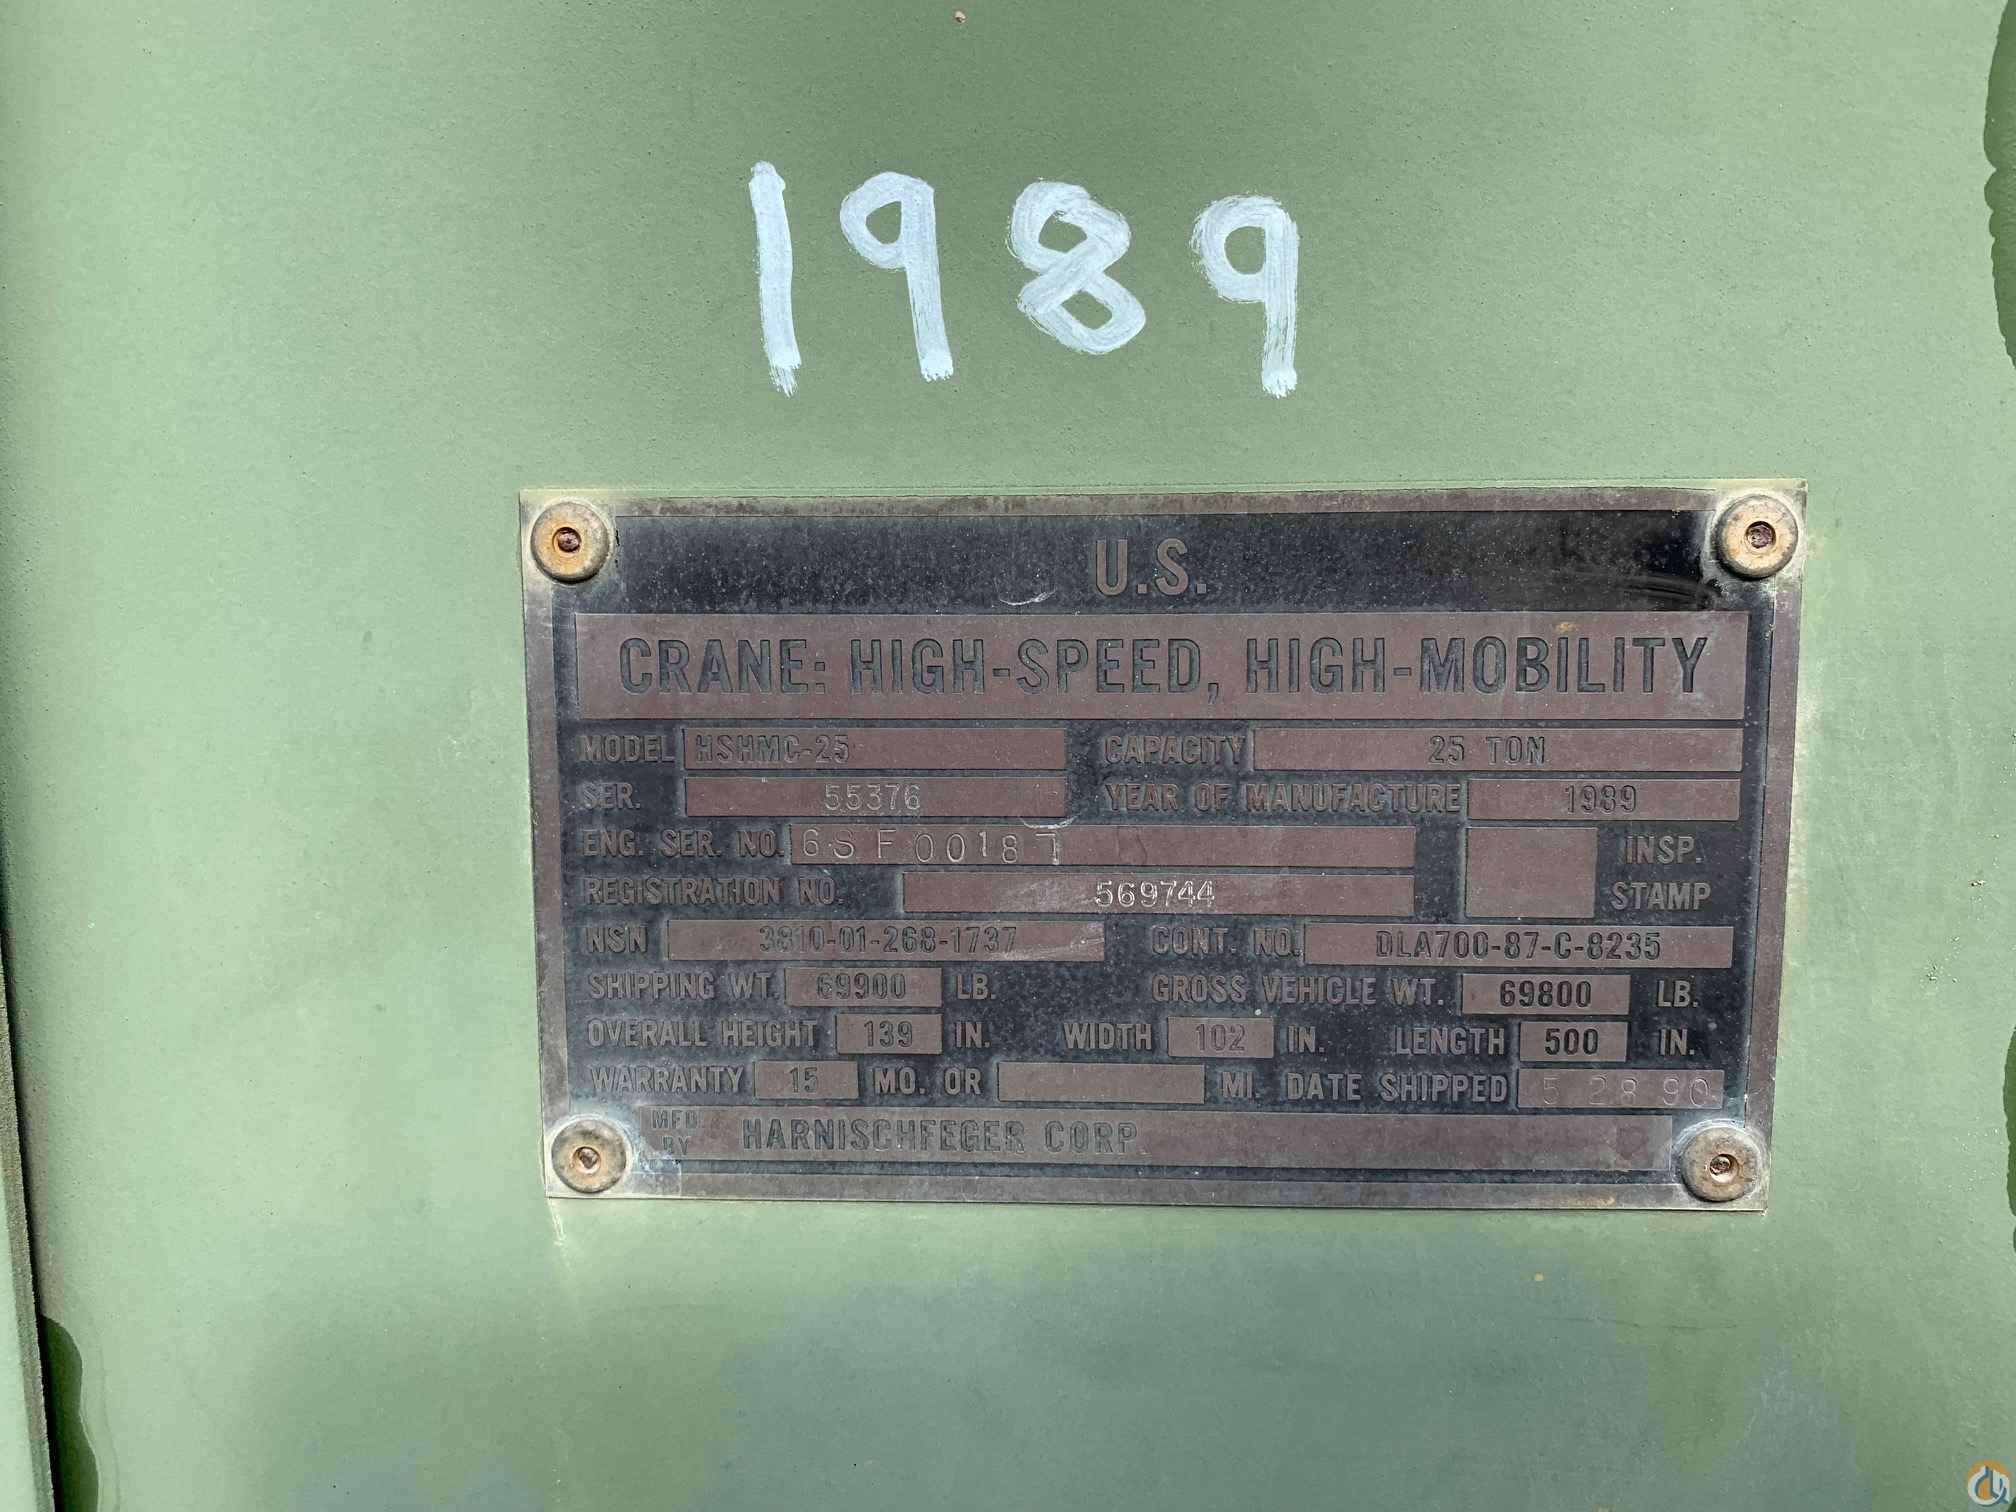 1989
U.S.
CRANE: HIGH-SPEED, HIGH-MOBILITY
MODEL HSHMC-25 CAPACITY 25 TON
SER. 55376 YEAR OF MANUFACTURE 1989
ENG. SER. NO. 6SF00187 INSP.
REGISTRATION NO. 569744 STAMP
NSN 3810-01-268-1737 CONT. NO. DLA700-87-C-8235
SHIPPING WT. 69900 LB. GROSS VEHICLE WT. 69800 LB.
OVERALL HEIGHT 139 IN. WIDTH 102 IN. LENGTH 500 IN.
WARRANTY 15 MO. OR MI. DATE SHIPPED 5 28 90
MFD. BY HARNISCHFEGER CORP.